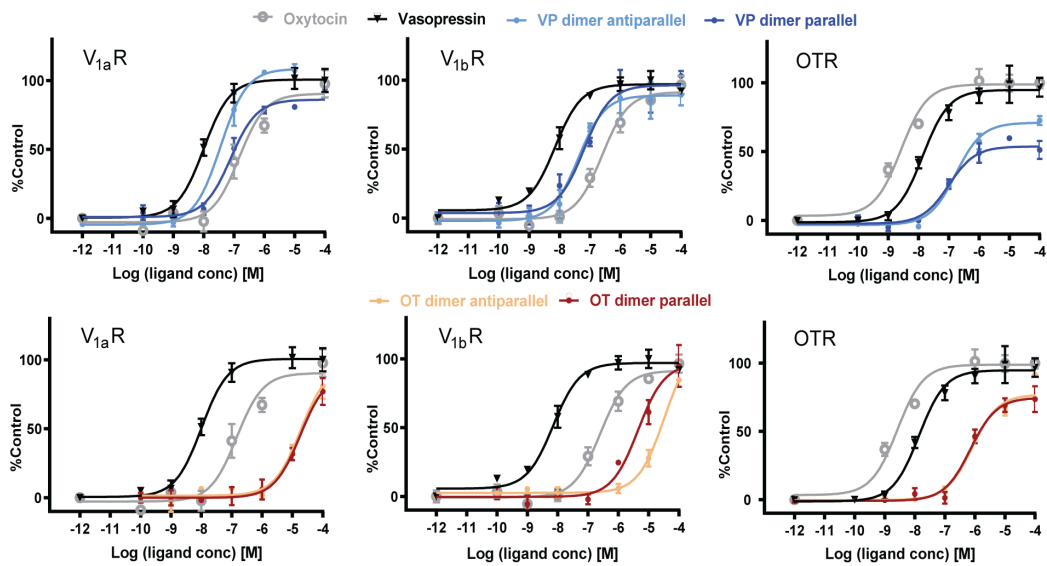 Oxytocin Vasopressin VP dimer antiparallel VP dimer parallel
V1aR
%Control
100
50
0
-12 -11 -10 -9 -8 -7 -6 -5 -4
Log (ligand conc) [M]
V1bR
%Control
100
50
0
-12 -11 -10 -9 -8 -7 -6 -5 -4
Log (ligand conc) [M]
OTR
%Control
100
50
0
-12 -11 -10 -9 -8 -7 -6 -5 -4
Log (ligand conc) [M]
OT dimer antiparallel OT dimer parallel
V1aR
%Control
100
50
0
-12 -11 -10 -9 -8 -7 -6 -5 -4
Log (ligand conc) [M]
V1bR
%Control
100
50
0
-12 -11 -10 -9 -8 -7 -6 -5 -4
Log (ligand conc) [M]
OTR
%Control
100
50
0
-12 -11 -10 -9 -8 -7 -6 -5 -4
Log (ligand conc) [M]